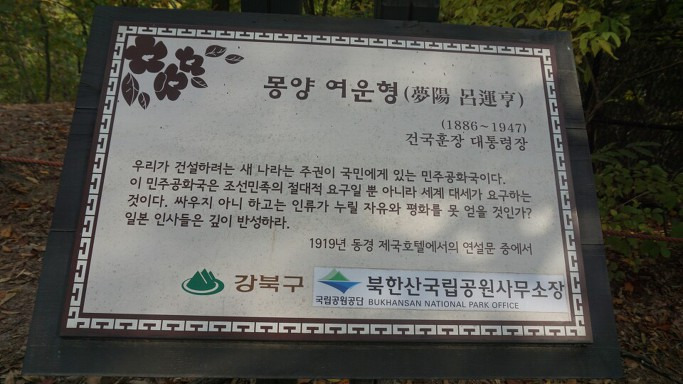 몽양 여운형(夢陽 呂運亨)
(1886~1947)
건국훈장 대통령장
우리가 건설하려는 새 나라는 주권이 국민에게 있는 민주공화국이다.
이 민주공화국은 조선민족의 절대적 요구일 뿐 아니라 세계 대세가 요구하는
것이다. 싸우지 아니 하고는 인류가 누릴 자유와 평화를 못 얻을 것인가?
일본 인사들은 깊이 반성하라.
1919년 동경 제국호텔에서의 연설문 중에서
강북구
국립공원공단
북한산국립공원사무소장
BUKHANSAN NATIONAL PARK OFFICE